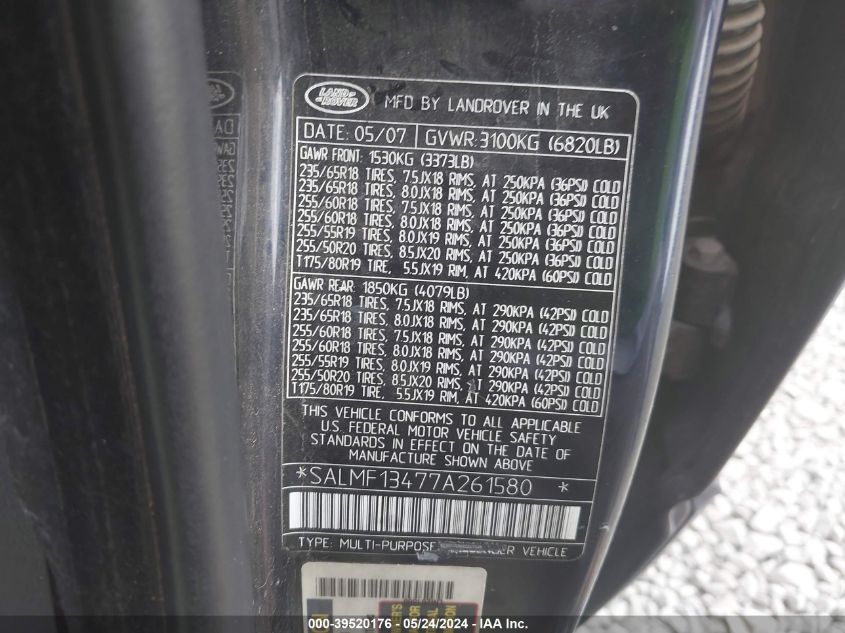 LAND-
-ROVER
MFD BY LANDROVER IN THE UK
DATE: 05/07 GVWR:3100KG (6820LB)
GAWR FRONT: 1530KG (3373LB)
235/65R18 TIRES, 7.5JX18 RIMS, AT 250KPA (36PSI) COLD
235/65R18 TIRES, 8.0JX18 RIMS, AT 250KPA (36PSI) COLD
255/60R18 TIRES, 7.5JX18 RIMS, AT 250KPA (36PSI) COLD
255/60R18 TIRES, 8.0JX18 RIMS, AT 250KPA (36PSI) COLD
255/55R19 TIRES, 8.0JX19 RIMS, AT 250KPA (36PSI) COLD
255/50R20 TIRES, 8.5JX20 RIMS, AT 250KPA (36PSI) COLD
T175/80R19 TIRE, 5.5JX19 RIM, AT 420KPA (60PSI) COLD
GAWR REAR: 1850KG (4079LB)
235/65R18 TIRES, 7.5JX18 RIMS, AT 290KPA (42PSI) COLD
235/65R18 TIRES, 8.0JX18 RIMS, AT 290KPA (42PSI) COLD
255/60R18 TIRES, 7.5JX18 RIMS, AT 290KPA (42PSI) COLD
255/60R18 TIRES, 8.0JX18 RIMS, AT 290KPA (42PSI) COLD
255/55R19 TIRES, 8.0JX19 RIMS, AT 290KPA (42PSI) COLD
255/50R20 TIRES, 8.5JX20 RIMS, AT 290KPA (42PSI) COLD
T175/80R19 TIRE, 5.5JX19 RIM, AT 420KPA (60PSI) COLD
THIS VEHICLE CONFORMS TO ALL APPLICABLE
U.S. FEDERAL MOTOR VEHICLE SAFETY
STANDARDS IN EFFECT ON THE DATE OF
MANUFACTURE SHOWN ABOVE
*SALMF13477A261580 *
TYPE: MULTI-PURPOSE PASSENGER VEHICLE
000-39520176 - 05/24/2024 - IAAI.COM